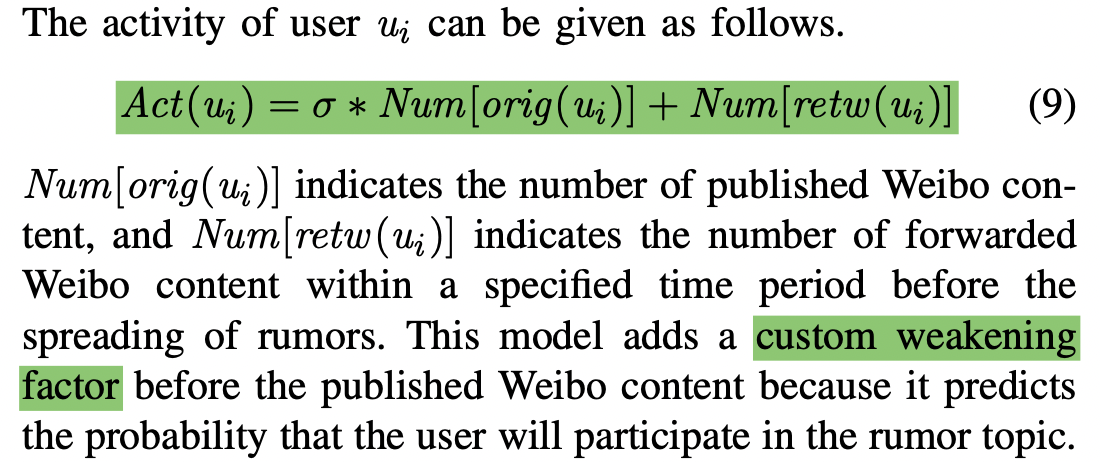 The activity of user u_i can be given as follows.
Act(u_i) = σ * Num[orig(u_i)] + Num[retw(u_i)] (9)
Num[orig(u_i)] indicates the number of published Weibo con-
tent, and Num[retw(u_i)] indicates the number of forwarded
Weibo content within a specified time period before the
spreading of rumors. This model adds a custom weakening
factor before the published Weibo content because it predicts
the probability that the user will participate in the rumor topic.